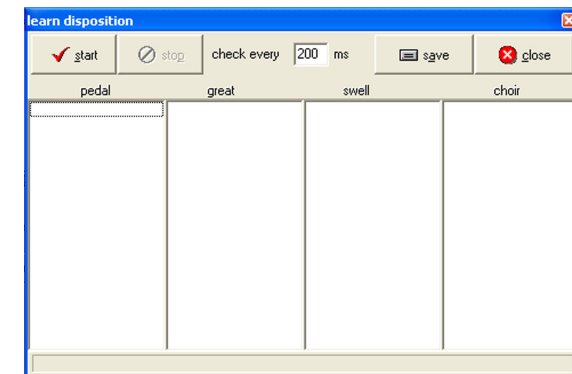 learn disposition
start stop check every 200 ms save close
pedal great swell choir